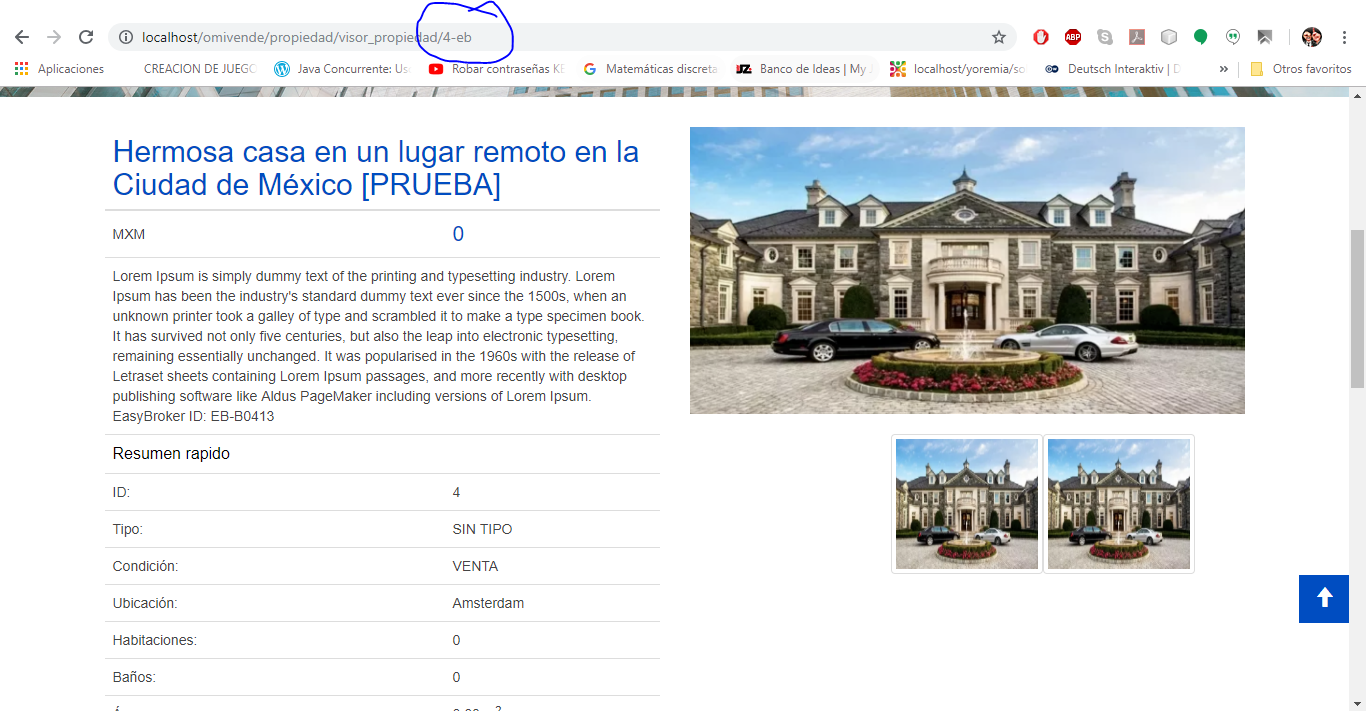 localhost/omivende/propiedad/visor_propiedad/4-eb
ABP
Aplicaciones
CREACION DE JUEGO
Java Concurrente: Us
Robar contraseñas KE
Matemáticas discreta
Banco de Ideas | My J
localhost/yoremia/so
Deutsch Interaktiv | D
»
Otros favoritos
Hermosa casa en un lugar remoto en la
Ciudad de México [PRUEBA]
MXM 0
Lorem Ipsum is simply dummy text of the printing and typesetting industry. Lorem
Ipsum has been the industry's standard dummy text ever since the 1500s, when an
unknown printer took a galley of type and scrambled it to make a type specimen book.
It has survived not only five centuries, but also the leap into electronic typesetting,
remaining essentially unchanged. It was popularised in the 1960s with the release of
Letraset sheets containing Lorem Ipsum passages, and more recently with desktop
publishing software like Aldus PageMaker including versions of Lorem Ipsum.
EasyBroker ID: EB-B0413
Resumen rapido
ID: 4
Tipo: SIN TIPO
Condición: VENTA
Ubicación: Amsterdam
Habitaciones: 0
Baños: 0